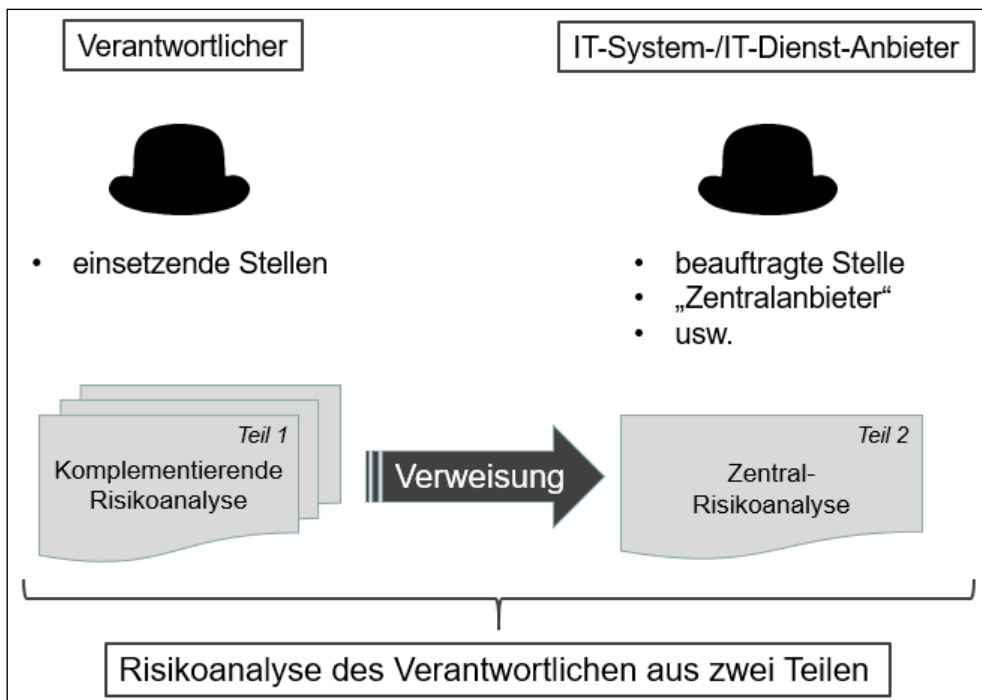 Verantwortlicher
IT-System-/IT-Dienst-Anbieter
• einsetzende Stellen
• beauftragte Stelle
• „Zentralanbieter“
• usw.
Teil 1
Komplementierende
Risikoanalyse
Verweisung
Teil 2
Zentral-
Risikoanalyse
Risikoanalyse des Verantwortlichen aus zwei Teilen